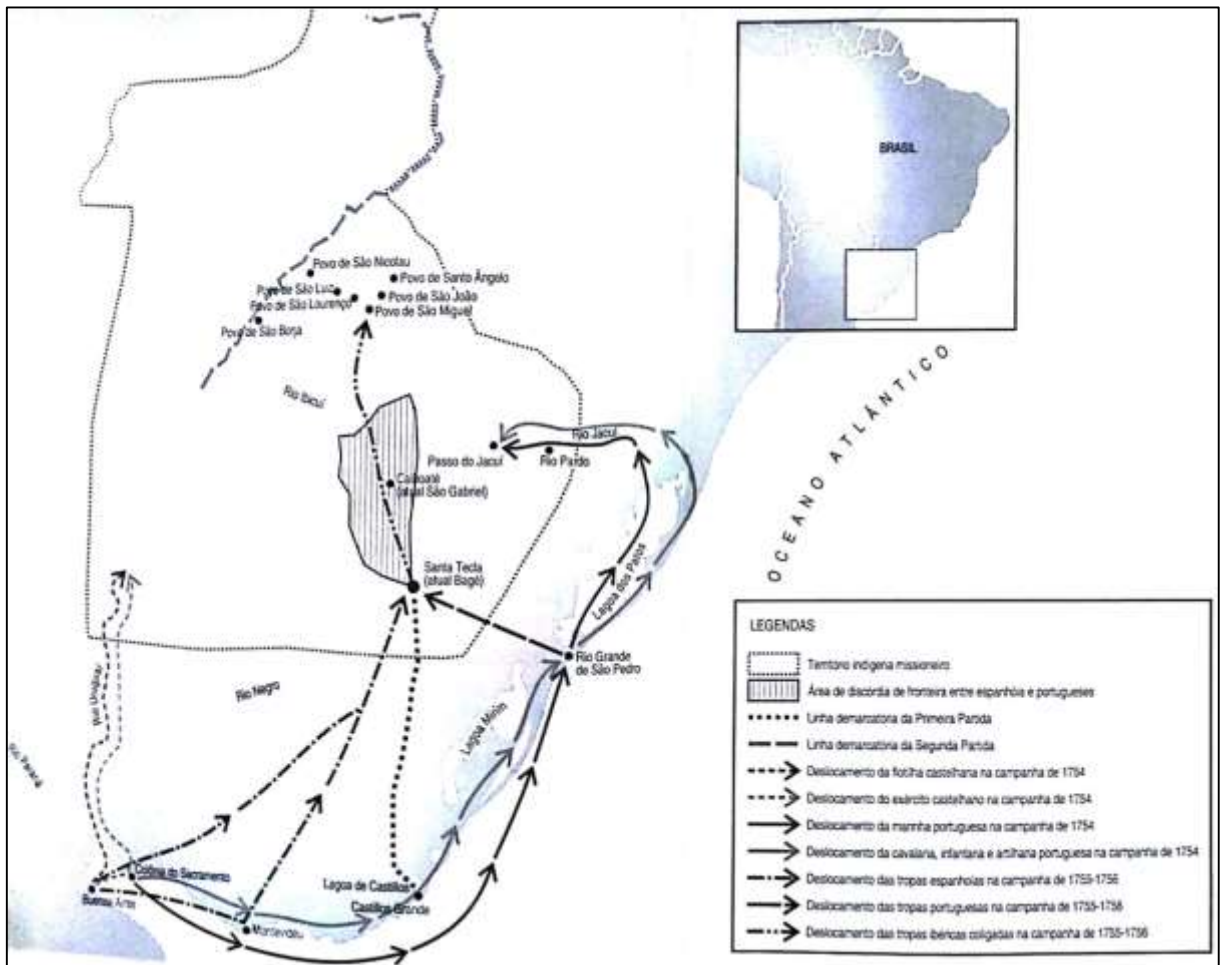 BRASIL
Povo de São Nicolau
Povo de Santo Ângelo
Povo de São Luiz
Povo de São João
Povo de São Lourenço
Povo de São Miguel
Povo de São Borja
OCEANO ATLÂNTICO
Rio Ibicuí
Rio Jacuí
Passo do Jacuí
Rio Pardo
Caiboaté
(atual São Gabriel)
Santa Tecla
(atual Bagé)
Lagoa dos Patos
Rio Grande
de São Pedro
Rio Uruguai
Rio Negro
Lagoa Mirim
Rio Paraná
Colônia do Sacramento
Lagoa de Castillos
Buenos Aires
Castillos Grande
Montevideu
LEGENDAS
Território indígena missioneiro
Área de discórdia de fronteira entre espanhóis e portugueses
Linha demarcatória da Primeira Partida
Linha demarcatória da Segunda Partida
Deslocamento da flotilha castelhana na campanha de 1754
Deslocamento do exército castelhano na campanha de 1754
Deslocamento da marinha portuguesa na campanha de 1754
Deslocamento da cavalaria, infantaria e artilharia portuguesa na campanha de 1754
Deslocamento das tropas espanholas na campanha de 1755-1756
Deslocamento das tropas portuguesas na campanha de 1755-1756
Deslocamento das tropas ibéricas coligadas na campanha de 1755-1756